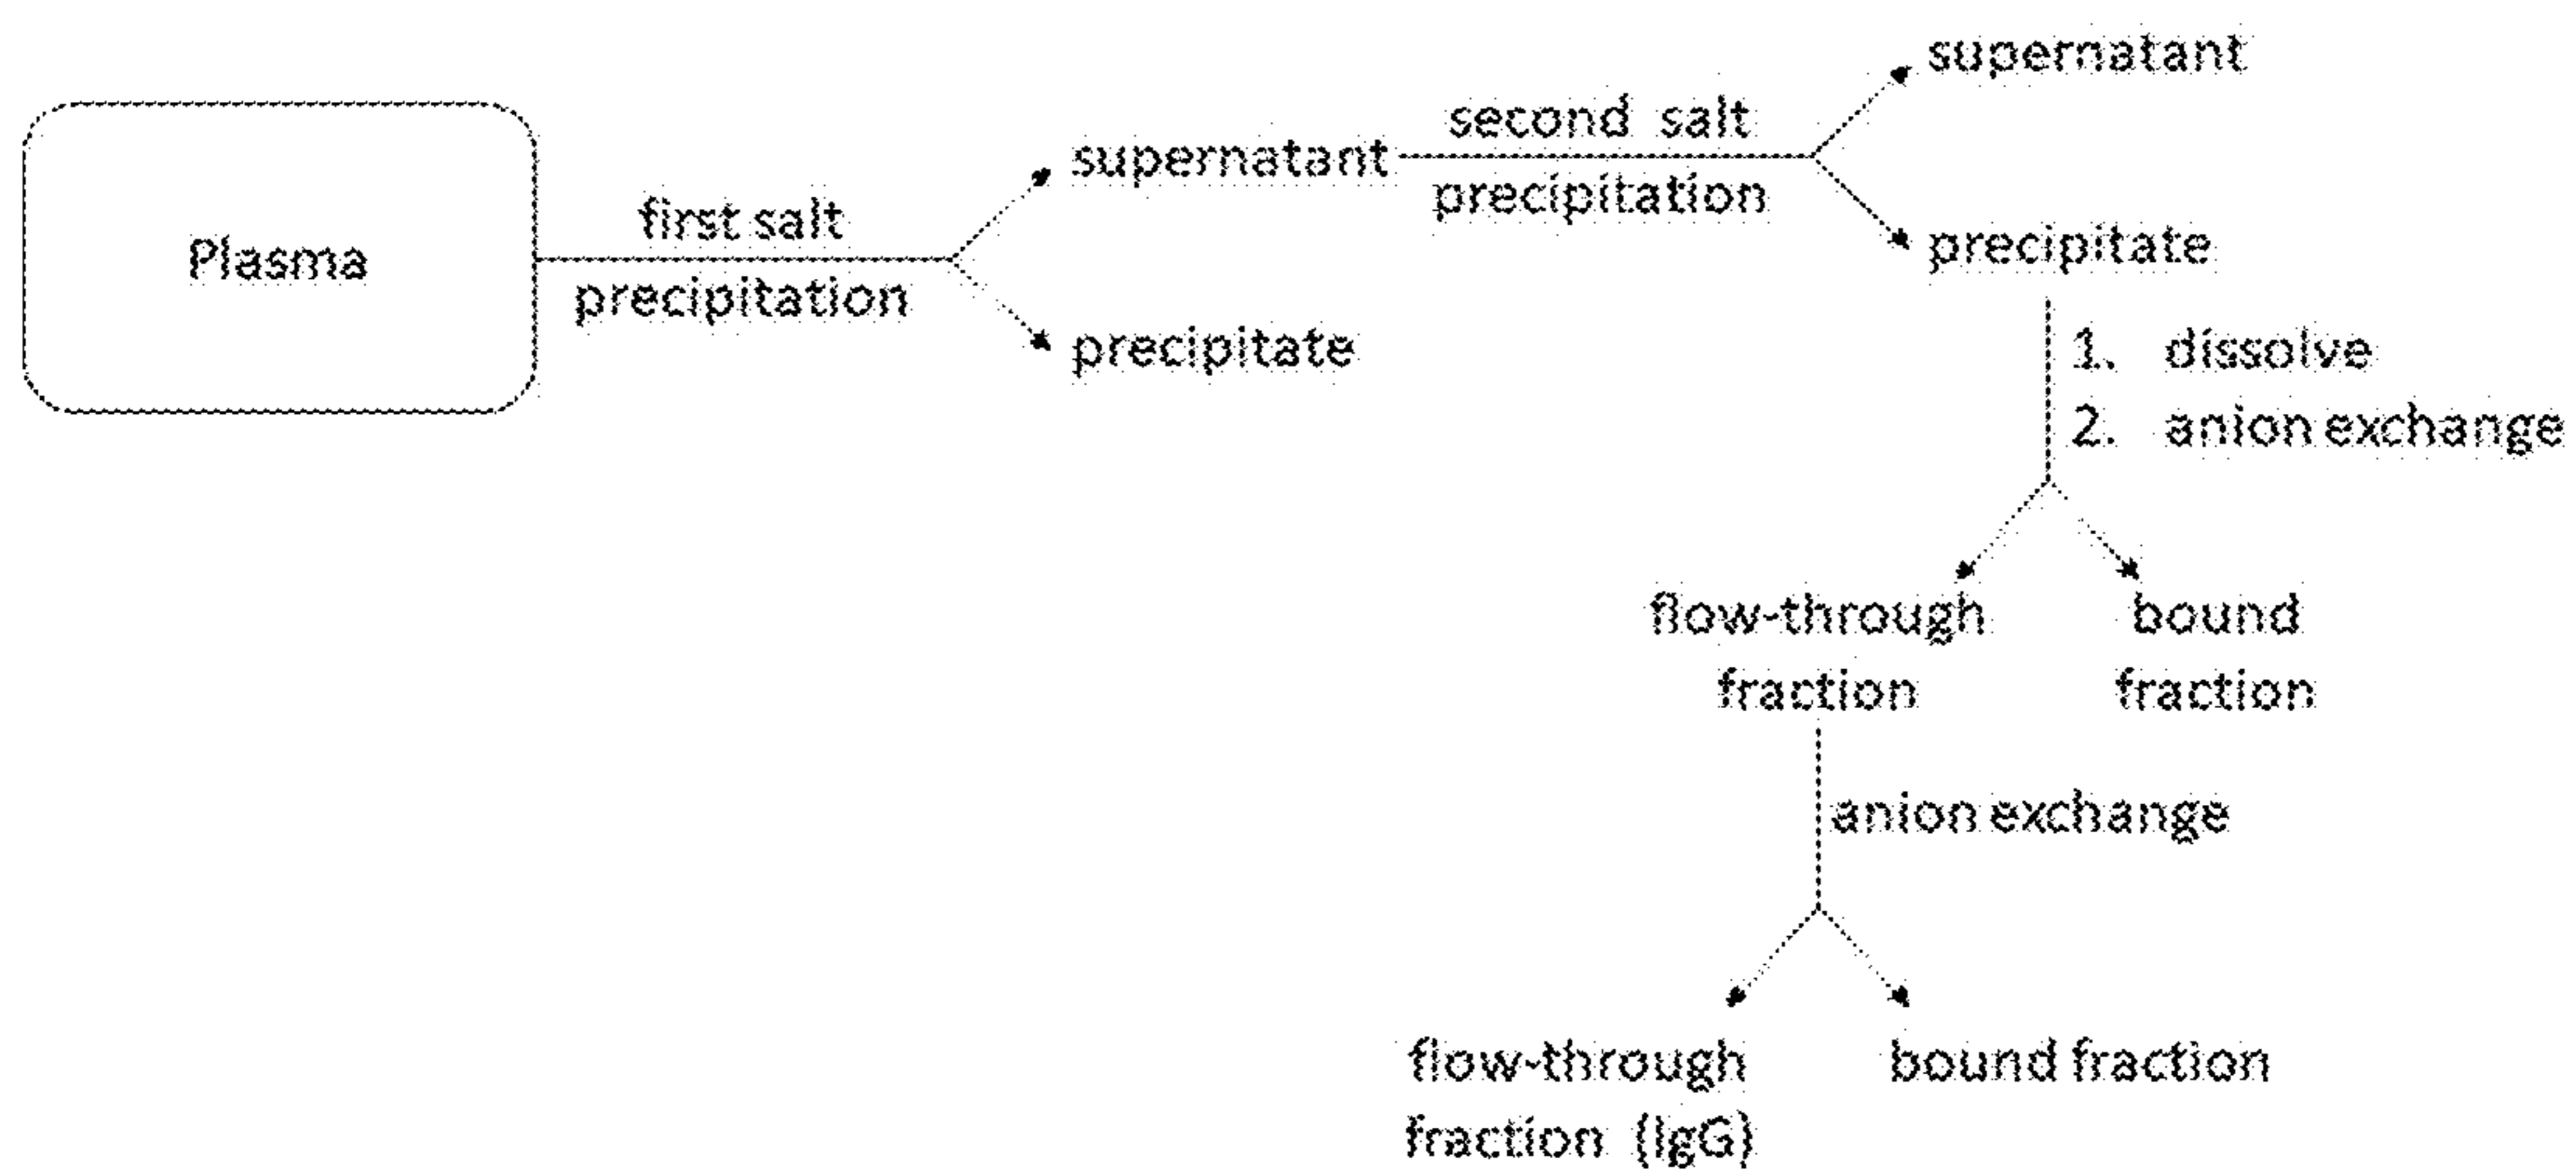 Plasma
first salt
precipitation
supernatant
precipitate
second salt
precipitation
supernatant
precipitate
1. dissolve
2. anion exchange
flow-through
fraction
bound
fraction
anion exchange
flow-through
fraction (IgG)
bound fraction